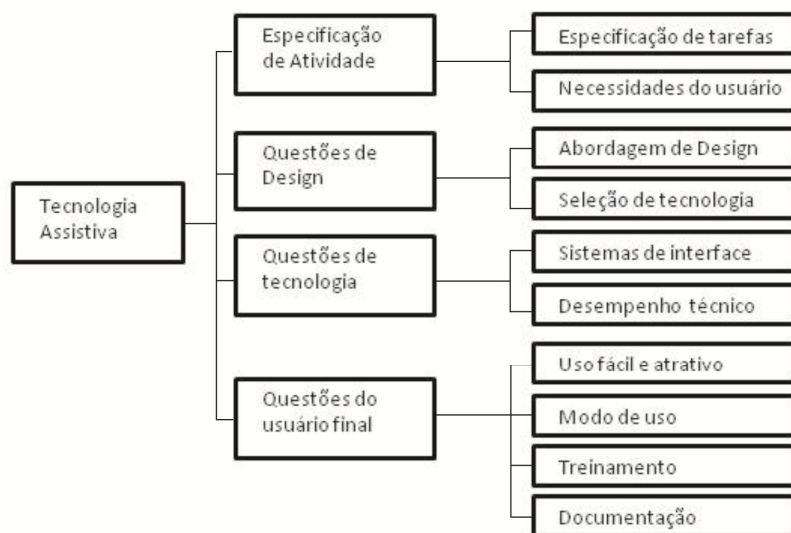 Tecnologia
Assistiva
Especificação
de Atividade
Especificação de tarefas
Necessidades do usuário
Questões de
Design
Abordagem de Design
Seleção de tecnologia
Questões de
tecnologia
Sistemas de interface
Desempenho técnico
Questões do
usuário final
Uso fácil e atrativo
Modo de uso
Treinamento
Documentação